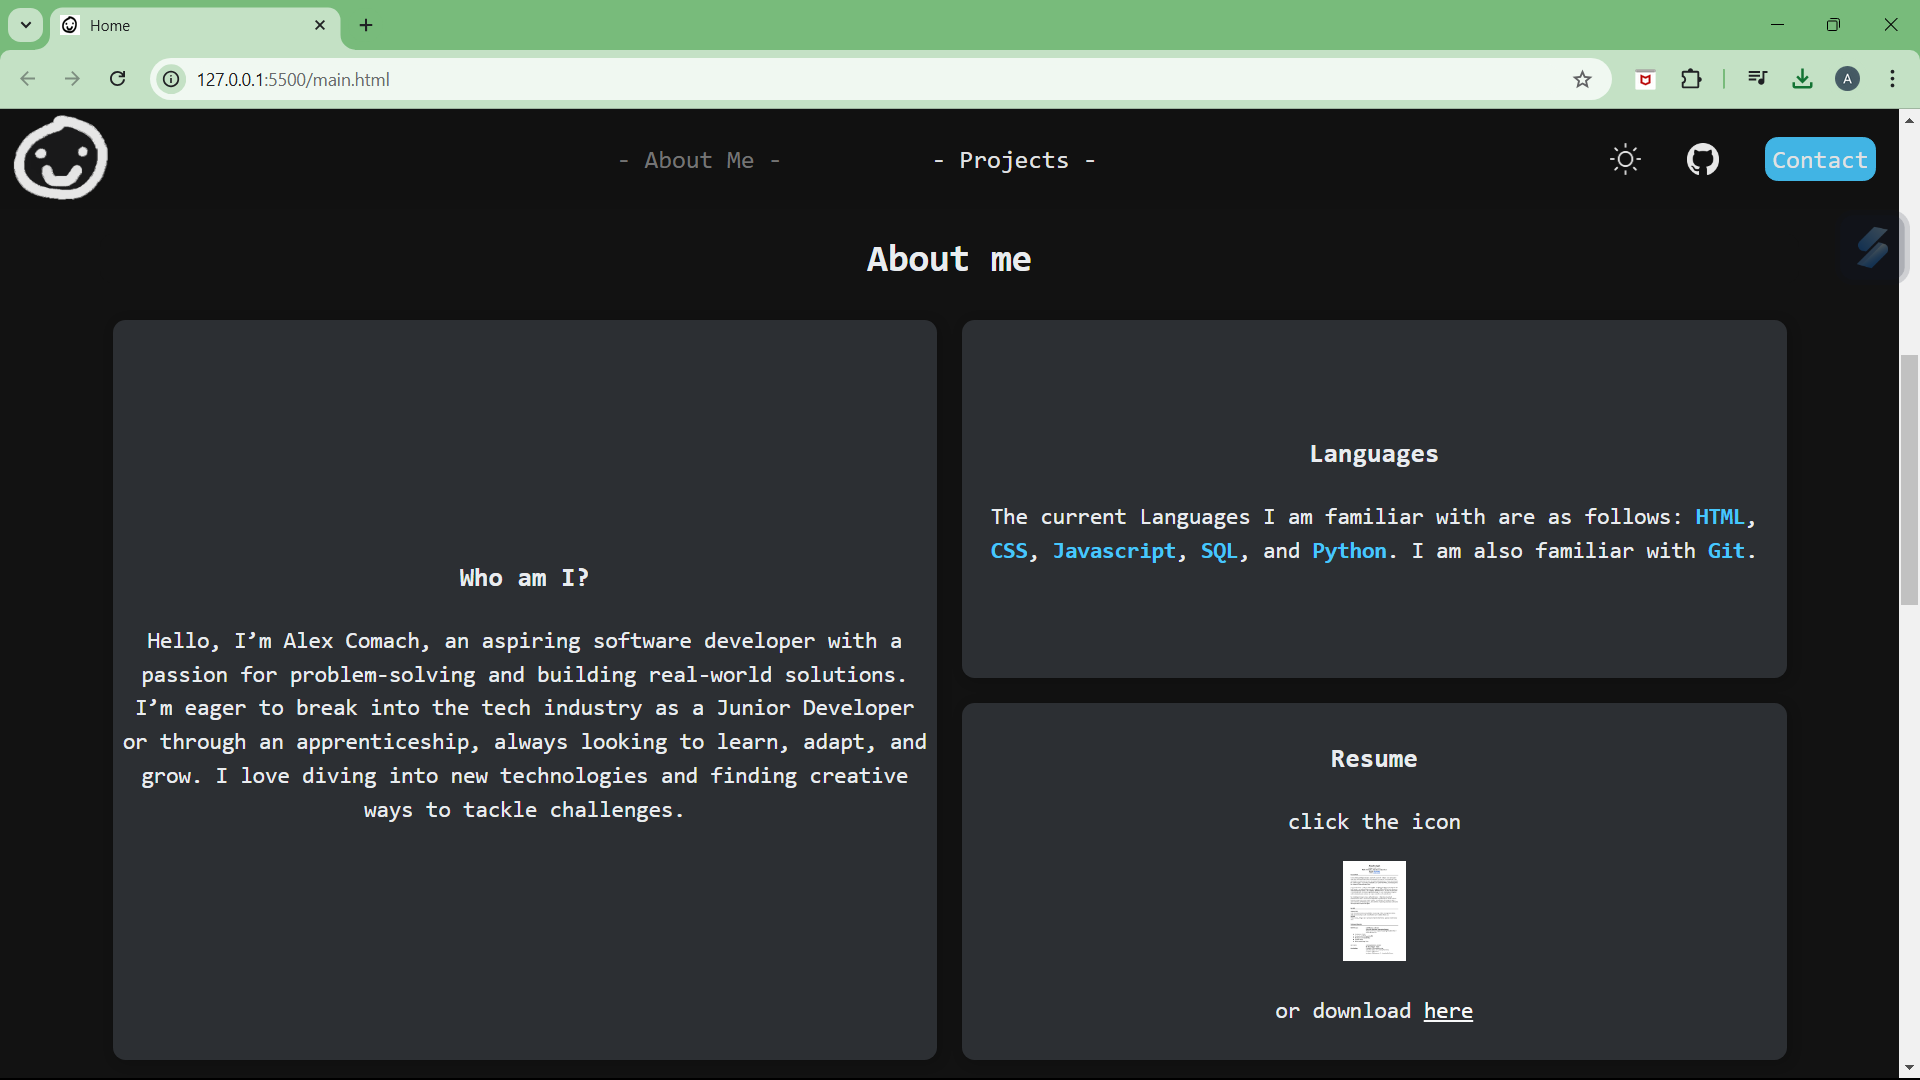 Home
127.0.0.1:5500/main.html
A
- About Me -
- Projects -
Contact
About me
Who am I?
Hello, I’m Alex Comach, an aspiring software developer with a
passion for problem-solving and building real-world solutions.
I’m eager to break into the tech industry as a Junior Developer
or through an apprenticeship, always looking to learn, adapt, and
grow. I love diving into new technologies and finding creative
ways to tackle challenges.
Languages
The current Languages I am familiar with are as follows: HTML,
CSS, Javascript, SQL, and Python. I am also familiar with Git.
Resume
click the icon
or download here